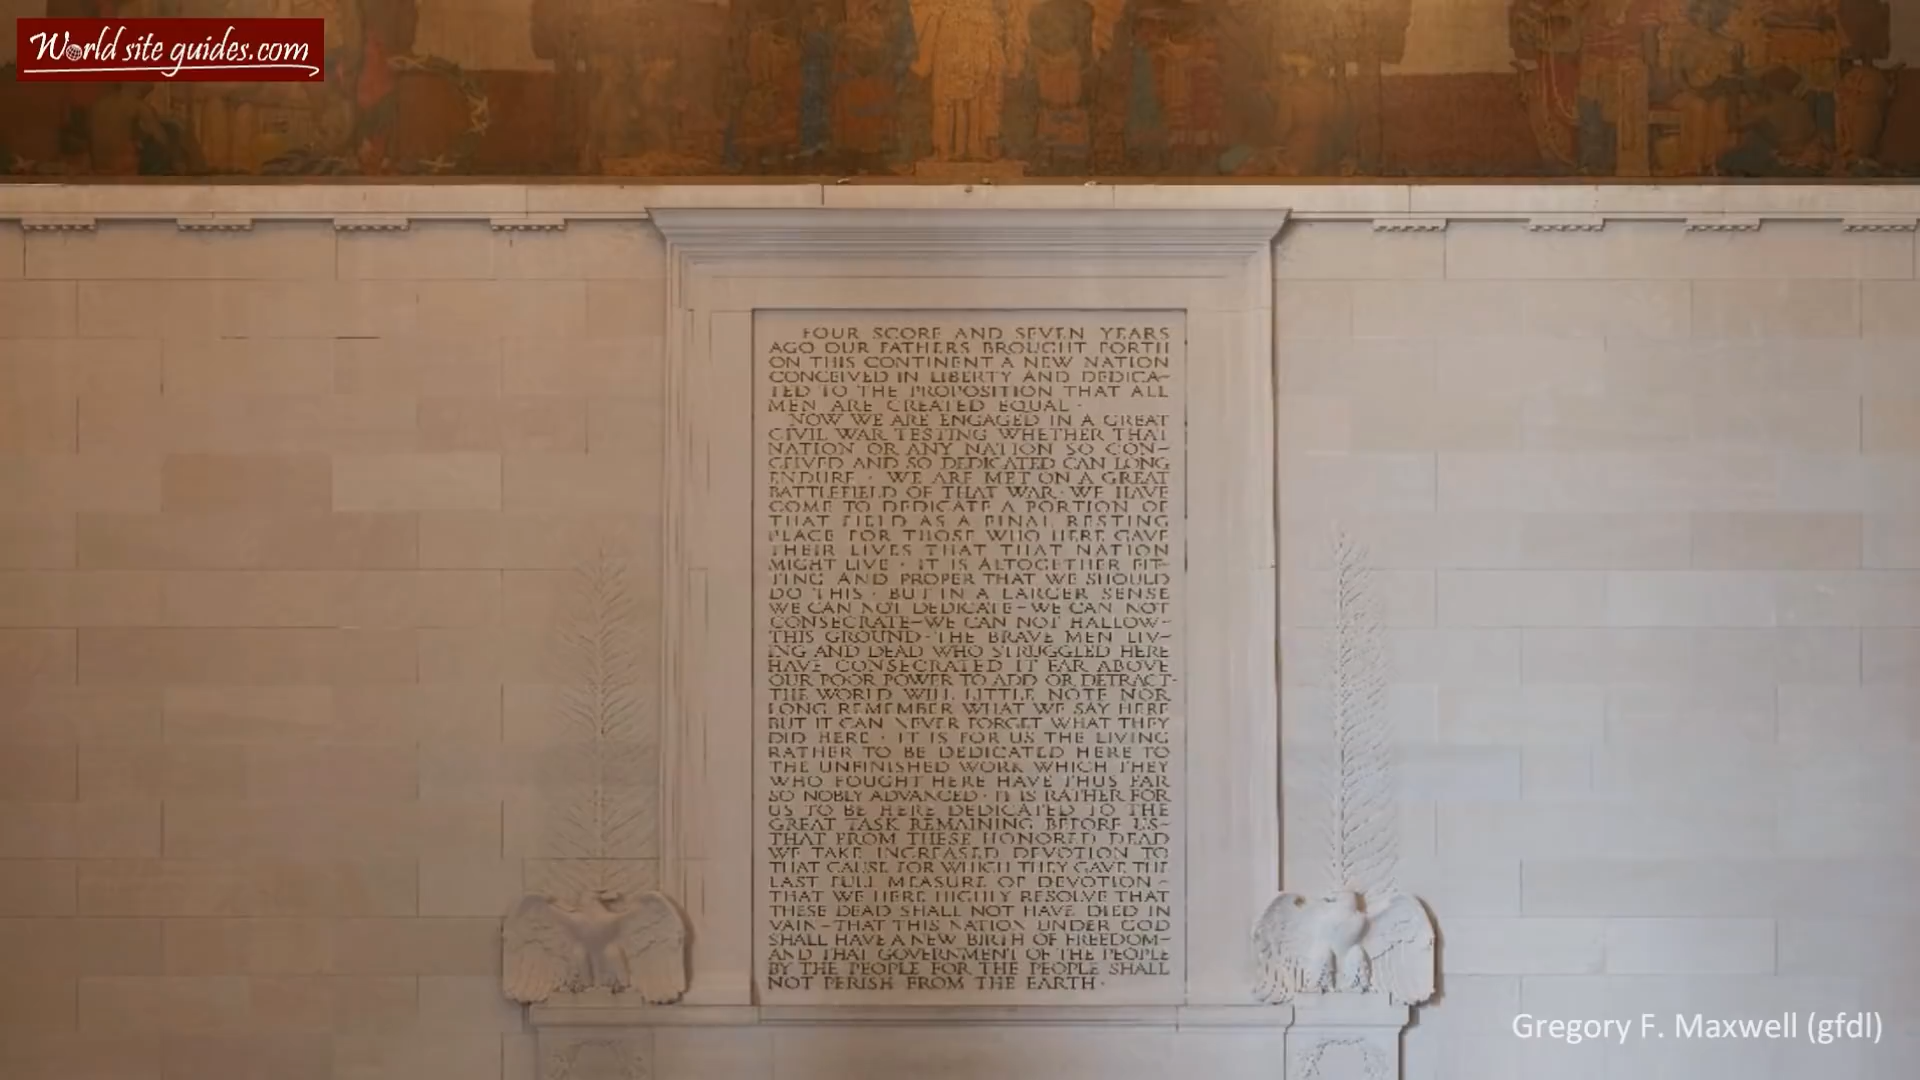 World site guides.com
FOUR SCORE AND SEVEN YEARS
AGO OUR FATHERS BROUGHT FORTH
ON THIS CONTINENT A NEW NATION
CONCEIVED IN LIBERTY AND DEDICA-
TED TO THE PROPOSITION THAT ALL
MEN ARE CREATED EQUAL ·
NOW WE ARE ENGAGED IN A GREAT
CIVIL WAR TESTING WHETHER THAT
NATION OR ANY NATION SO CON-
CEIVED AND SO DEDICATED CAN LONG
ENDURE · WE ARE MET ON A GREAT
BATTLEFIELD OF THAT WAR · WE HAVE
COME TO DEDICATE A PORTION OF
THAT FIELD AS A FINAL RESTING
PLACE FOR THOSE WHO HERE GAVE
THEIR LIVES THAT THAT NATION
MIGHT LIVE · IT IS ALTOGETHER FIT-
TING AND PROPER THAT WE SHOULD
DO THIS · BUT IN A LARGER SENSE
WE CAN NOT DEDICATE–WE CAN NOT
CONSECRATE–WE CAN NOT HALLOW–
THIS GROUND · THE BRAVE MEN LIV-
ING AND DEAD WHO STRUGGLED HERE
HAVE CONSECRATED IT FAR ABOVE
OUR POOR POWER TO ADD OR DETRACT ·
THE WORLD WILL LITTLE NOTE NOR
LONG REMEMBER WHAT WE SAY HERE
BUT IT CAN NEVER FORGET WHAT THEY
DID HERE · IT IS FOR US THE LIVING
RATHER TO BE DEDICATED HERE TO
THE UNFINISHED WORK WHICH THEY
WHO FOUGHT HERE HAVE THUS FAR
SO NOBLY ADVANCED · IT IS RATHER FOR
US TO BE HERE DEDICATED TO THE
GREAT TASK REMAINING BEFORE US–
THAT FROM THESE HONORED DEAD
WE TAKE INCREASED DEVOTION TO
THAT CAUSE FOR WHICH THEY GAVE THE
LAST FULL MEASURE OF DEVOTION –
THAT WE HERE HIGHLY RESOLVE THAT
THESE DEAD SHALL NOT HAVE DIED IN
VAIN–THAT THIS NATION UNDER GOD
SHALL HAVE A NEW BIRTH OF FREEDOM–
AND THAT GOVERNMENT OF THE PEOPLE
BY THE PEOPLE FOR THE PEOPLE SHALL
NOT PERISH FROM THE EARTH ·
Gregory F. Maxwell (gfdl)